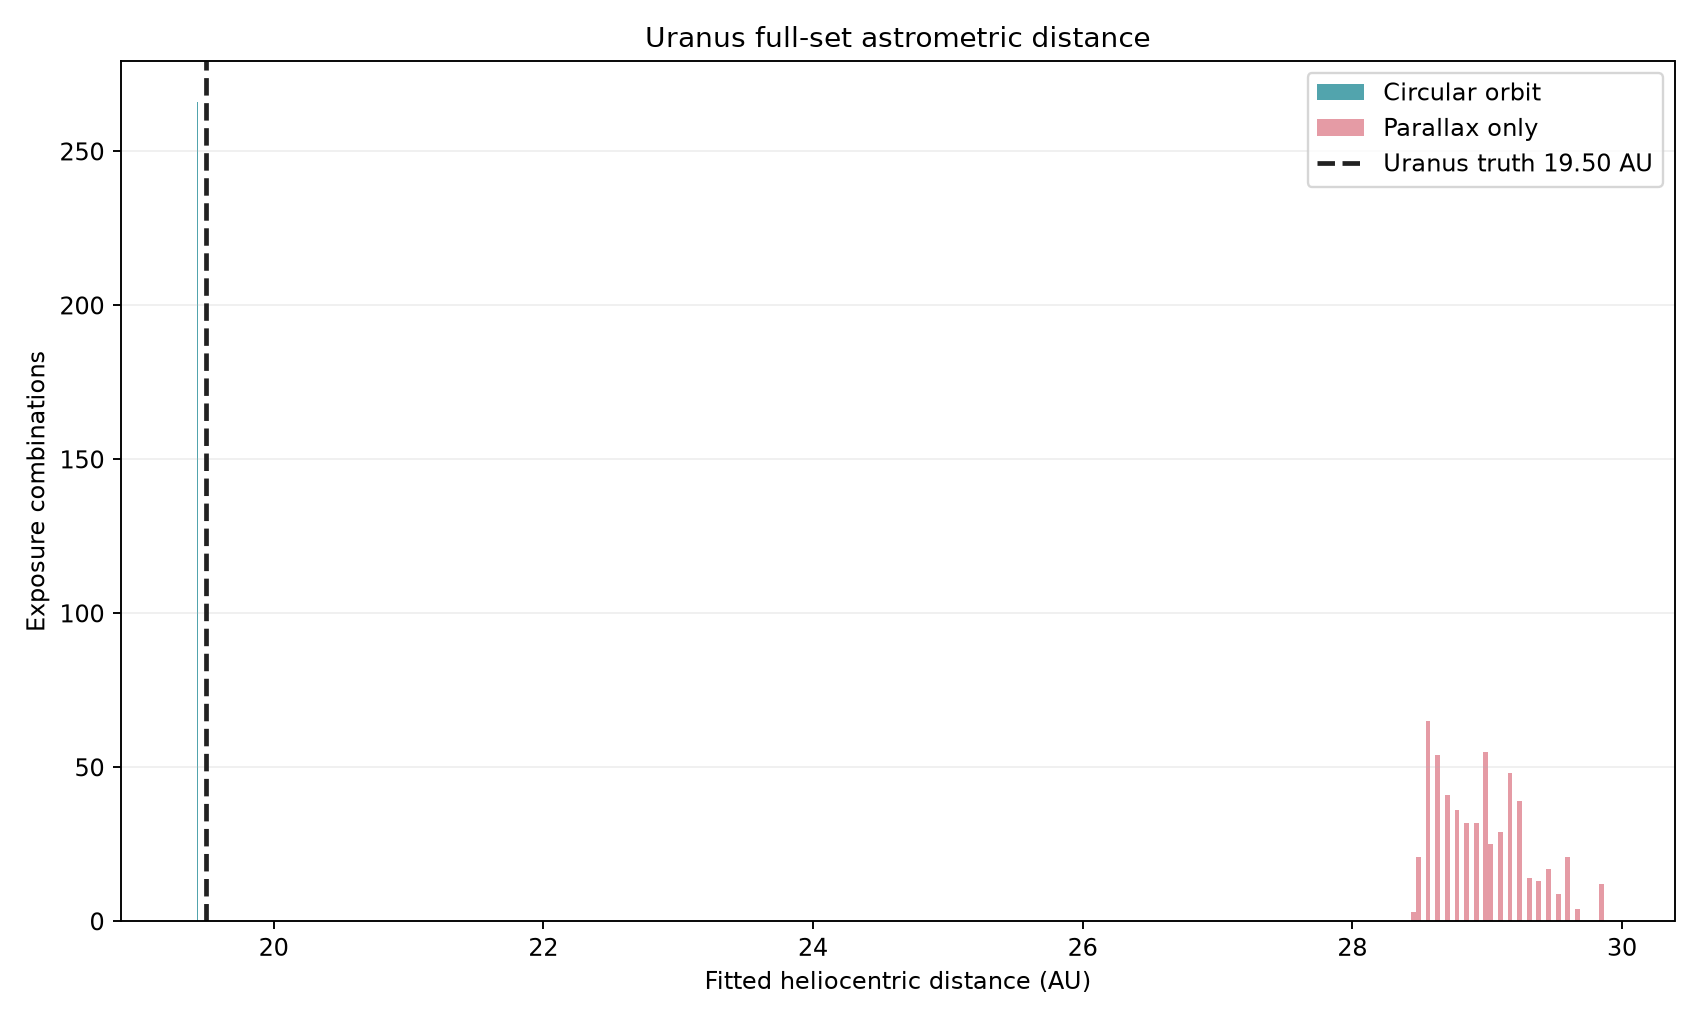 Uranus full-set astrometric distance
Circular orbit
Parallax only
Uranus truth 19.50 AU
Exposure combinations
250
200
150
100
50
0
20 22 24 26 28 30
Fitted heliocentric distance (AU)